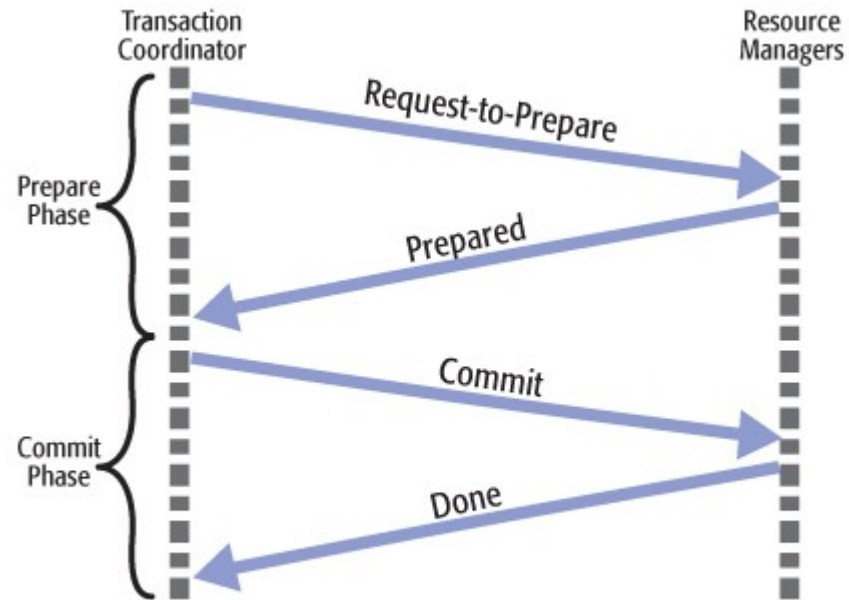 Transaction
Coordinator
Resource
Managers
Request-to-Prepare
Prepare
Phase
Prepared
Commit
Commit
Phase
Done